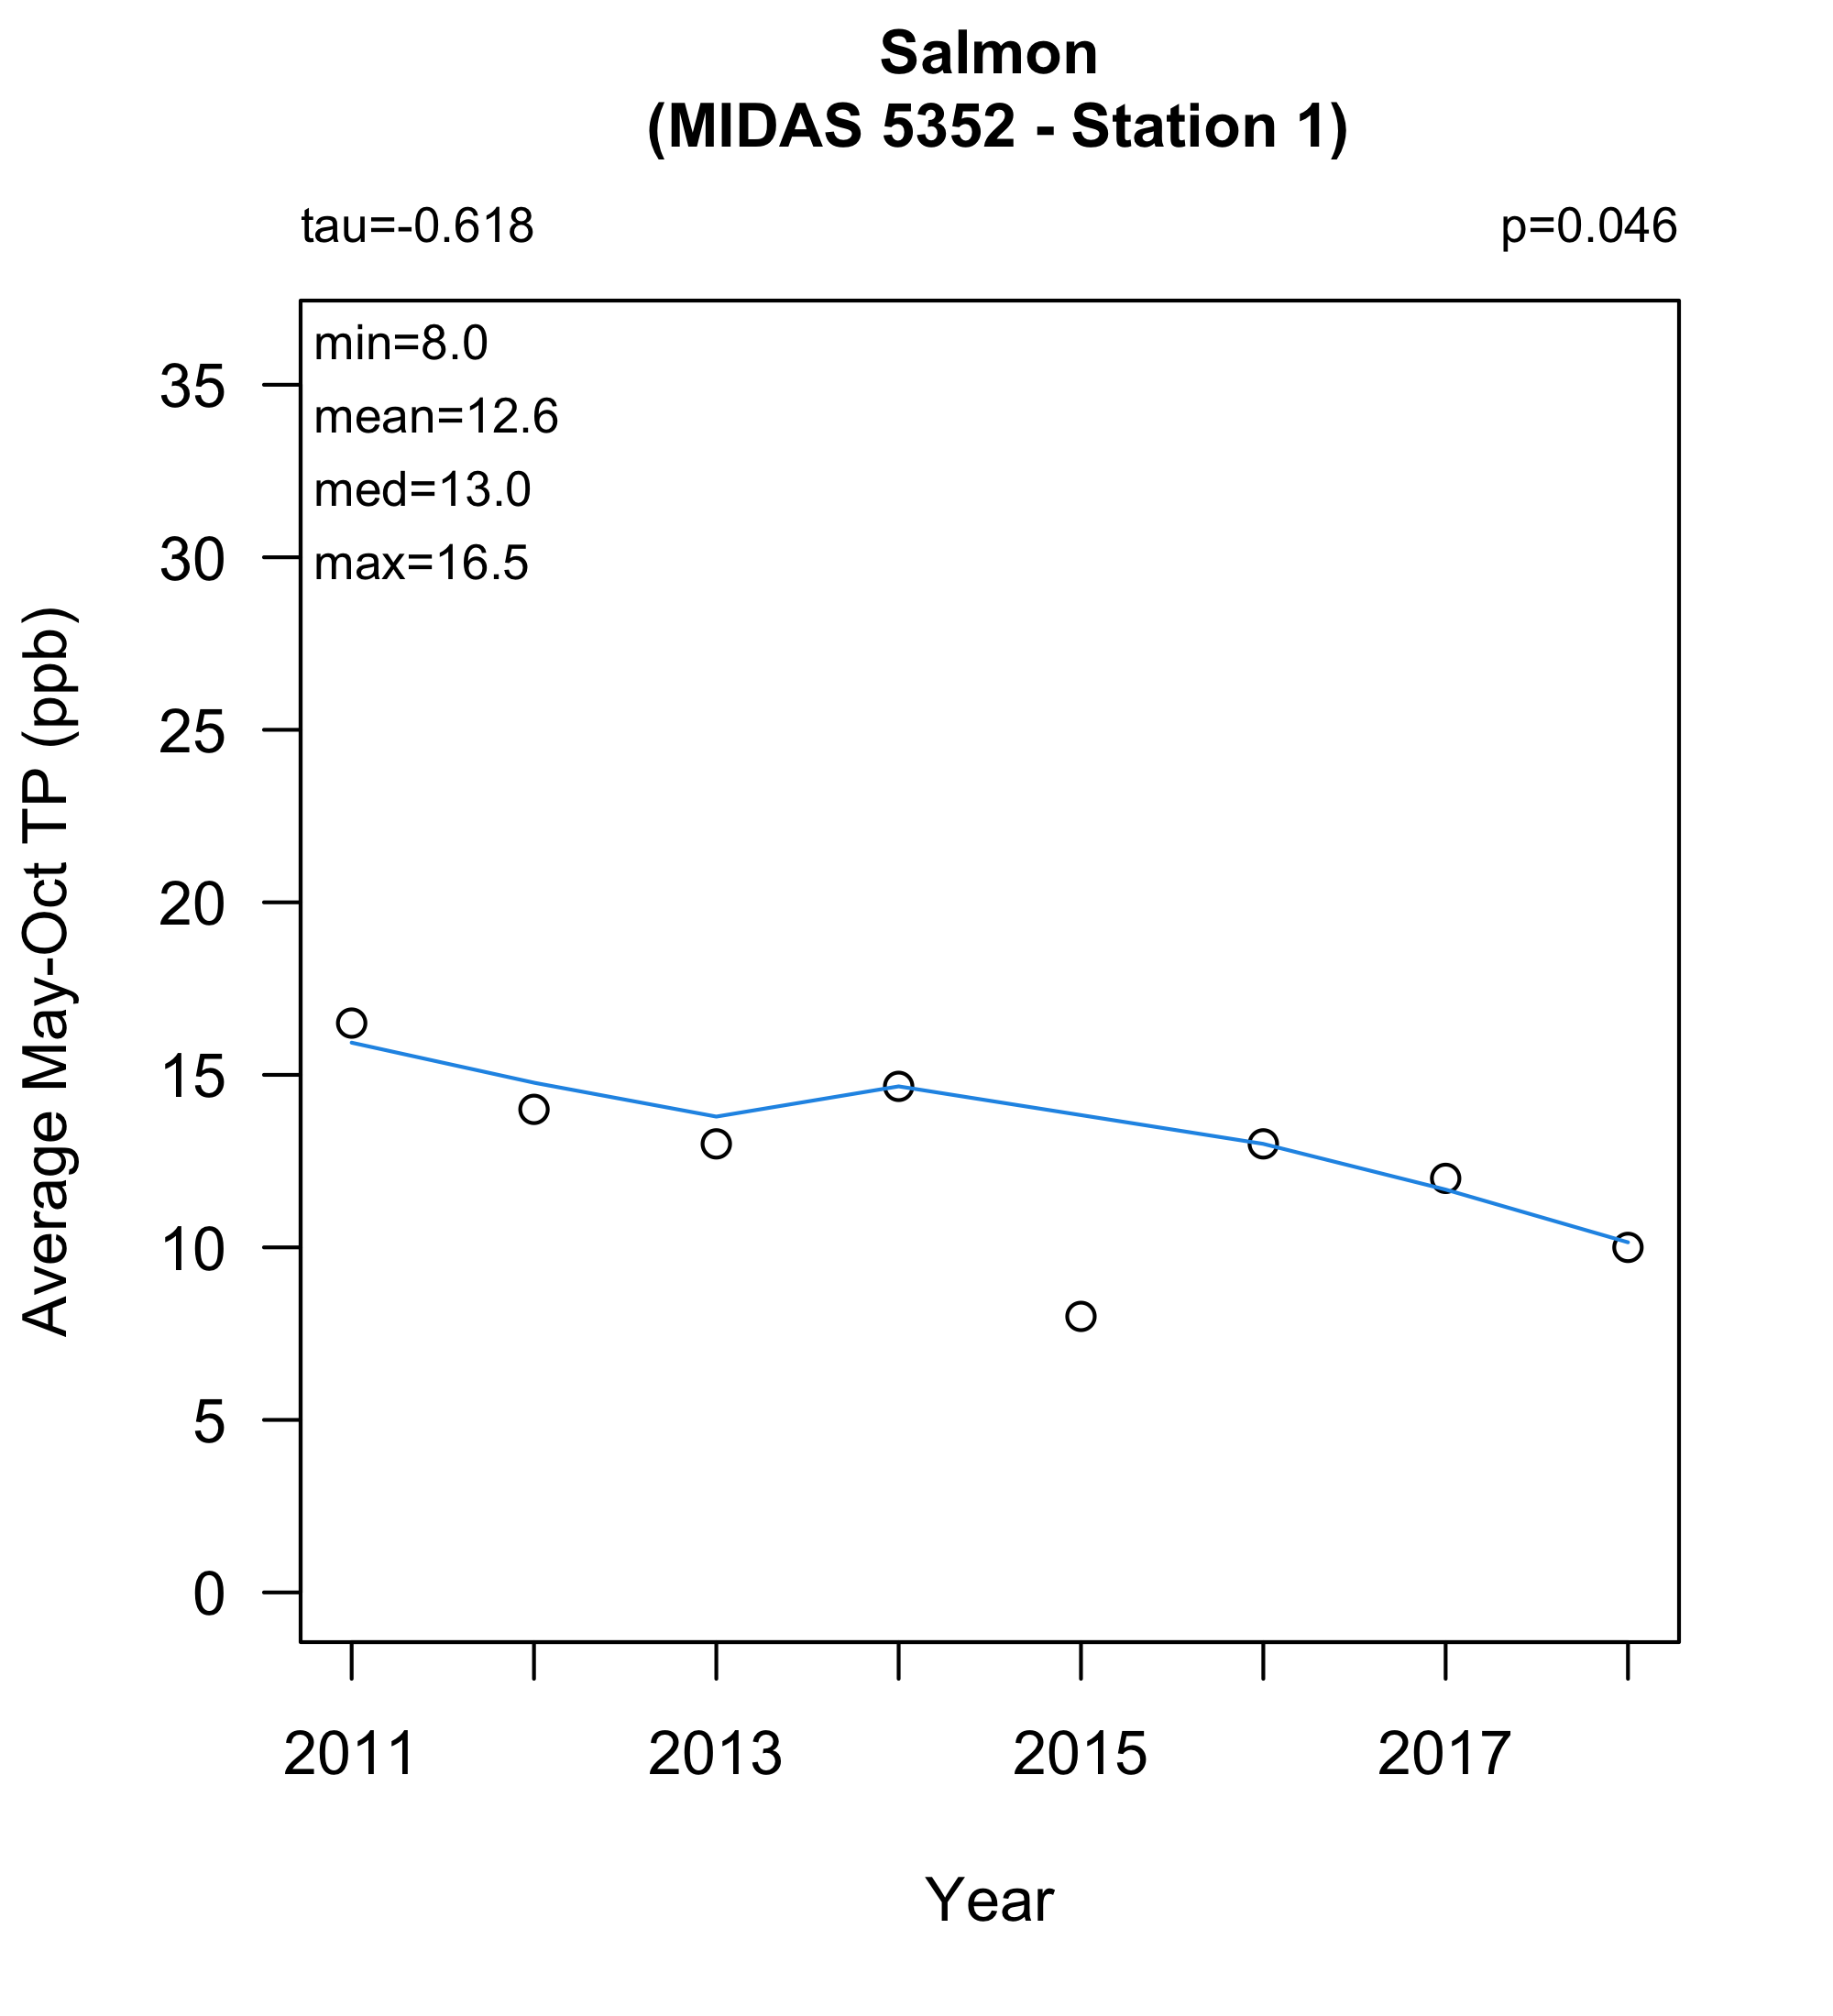 Salmon
(MIDAS 5352 - Station 1)
tau=-0.618
p=0.046
min=8.0
mean=12.6
med=13.0
max=16.5
Average May-Oct TP (ppb)
35
30
25
20
15
10
5
0
2011
2013
2015
2017
Year